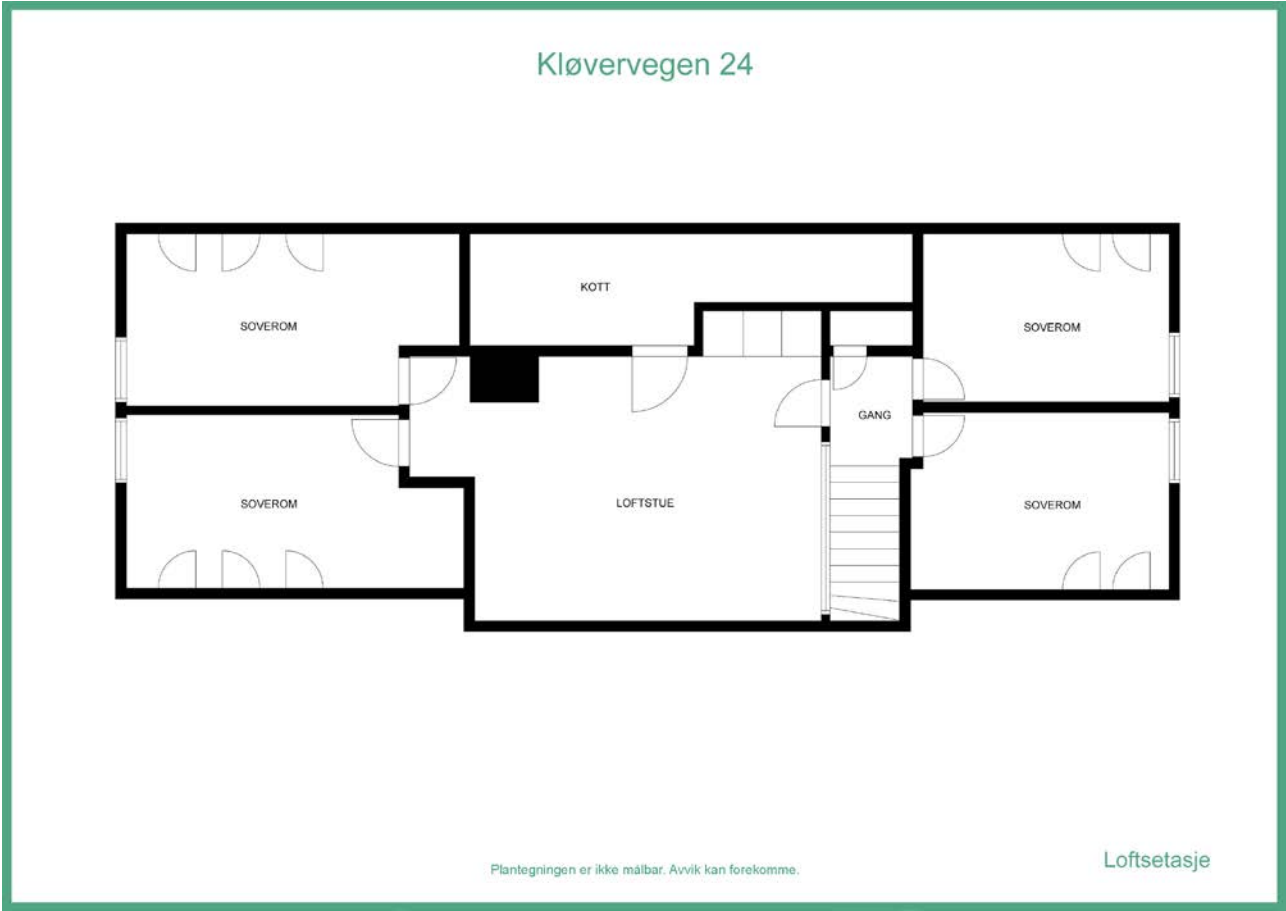 Kløvervegen 24
KOTT
SOVEROM
SOVEROM
GANG
SOVEROM
LOFTSTUE
SOVEROM
Plantegningen er ikke målbar. Avvik kan forekomme.
Loftsetasje